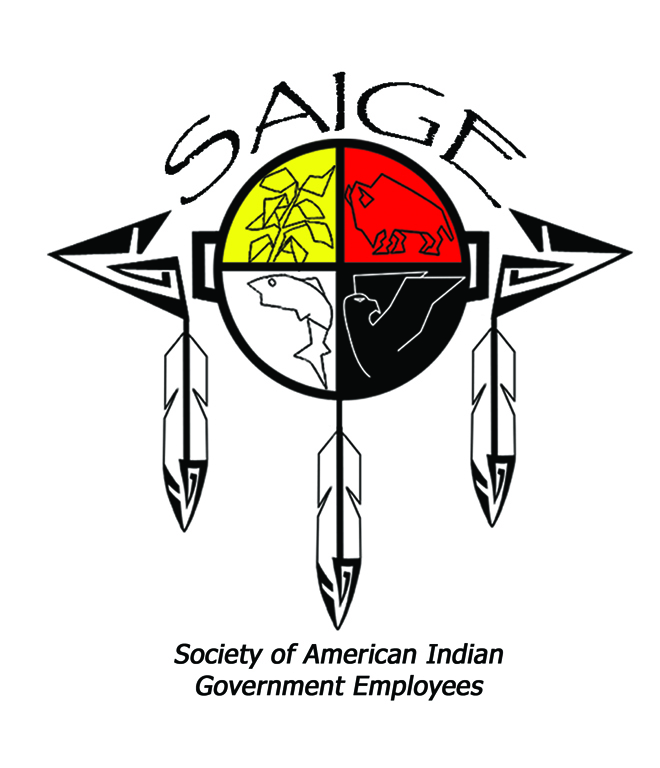 SAIGE
Society of American Indian
Government Employees